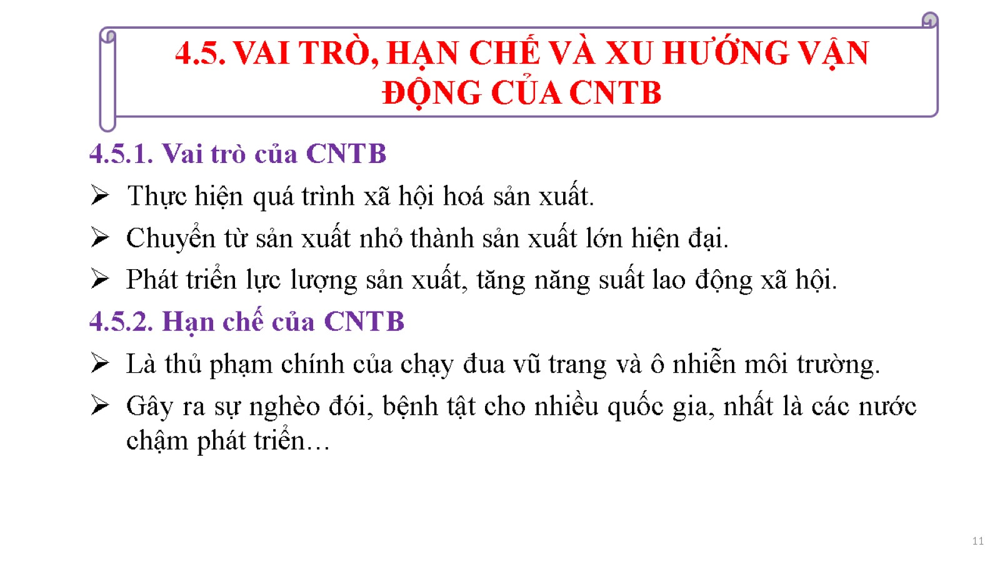 4.5. VAI TRÒ, HẠN CHẾ VÀ XU HƯỚNG VẬN
ĐỘNG CỦA CNTB
4.5.1. Vai trò của CNTB
➢ Thực hiện quá trình xã hội hoá sản xuất.
➢ Chuyển từ sản xuất nhỏ thành sản xuất lớn hiện đại.
➢ Phát triển lực lượng sản xuất, tăng năng suất lao động xã hội.
4.5.2. Hạn chế của CNTB
➢ Là thủ phạm chính của chạy đua vũ trang và ô nhiễn môi trường.
➢ Gây ra sự nghèo đói, bệnh tật cho nhiều quốc gia, nhất là các nước
chậm phát triển…
11